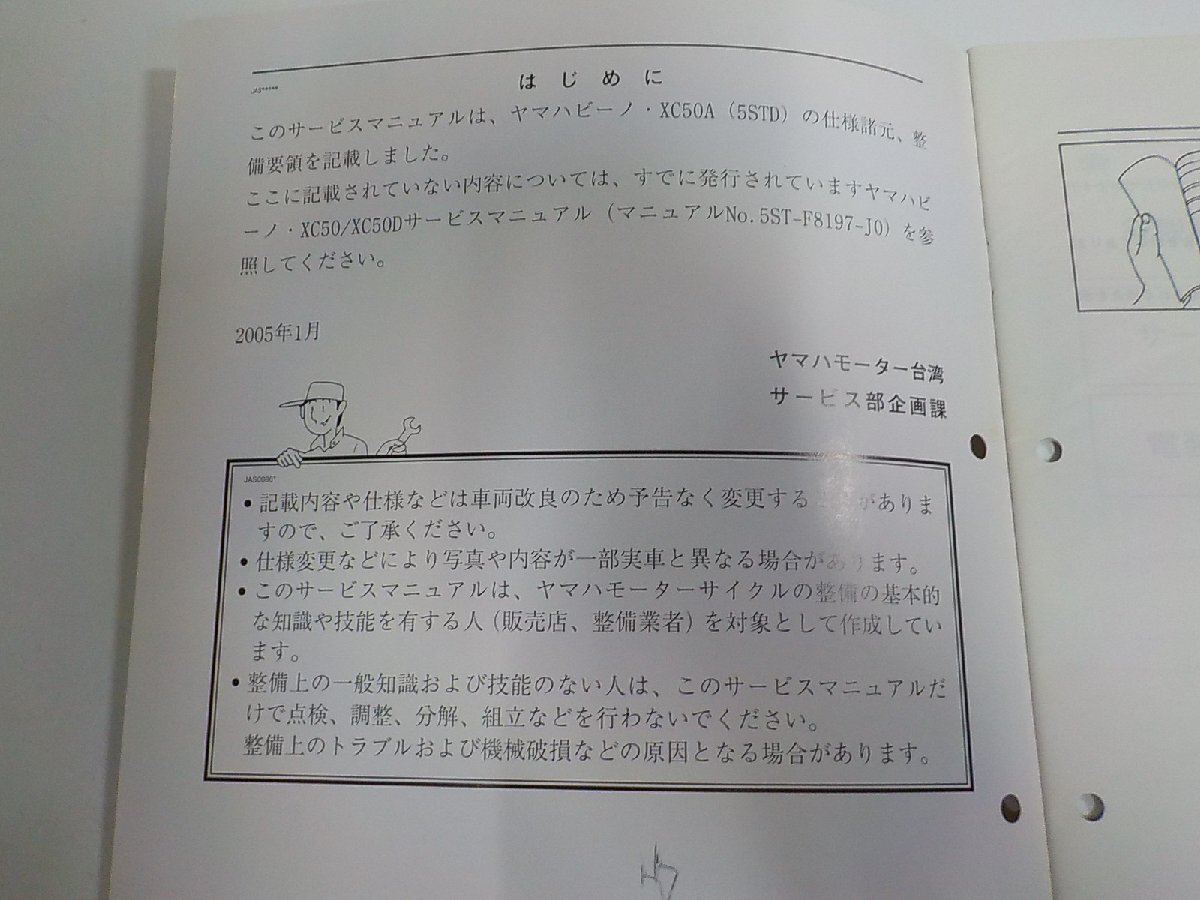 はじめに
このサービスマニュアルは、ヤマハビーノ・XC50A（5STD）の仕様諸元、整
備要領を記載しました。
ここに記載されていない内容については、すでに発行されていますヤマハビ
ーノ・XC50/XC50Dサービスマニュアル（マニュアルNo.5ST-F8197-J0）を参
照してください。
2005年1月
ヤマハモーター台湾
サービス部企画課
• 記載内容や仕様などは車両改良のため予告なく変更する がありま
すので、ご了承ください。
• 仕様変更などにより写真や内容が一部実車と異なる場合があります。
• このサービスマニュアルは、ヤマハモーターサイクルの整備の基本的
な知識や技能を有する人（販売店、整備業者）を対象として作成してい
ます。
• 整備上の一般知識および技能のない人は、このサービスマニュアルだ
けで点検、調整、分解、組立などを行わないでください。
整備上のトラブルおよび機械破損などの原因となる場合があります。